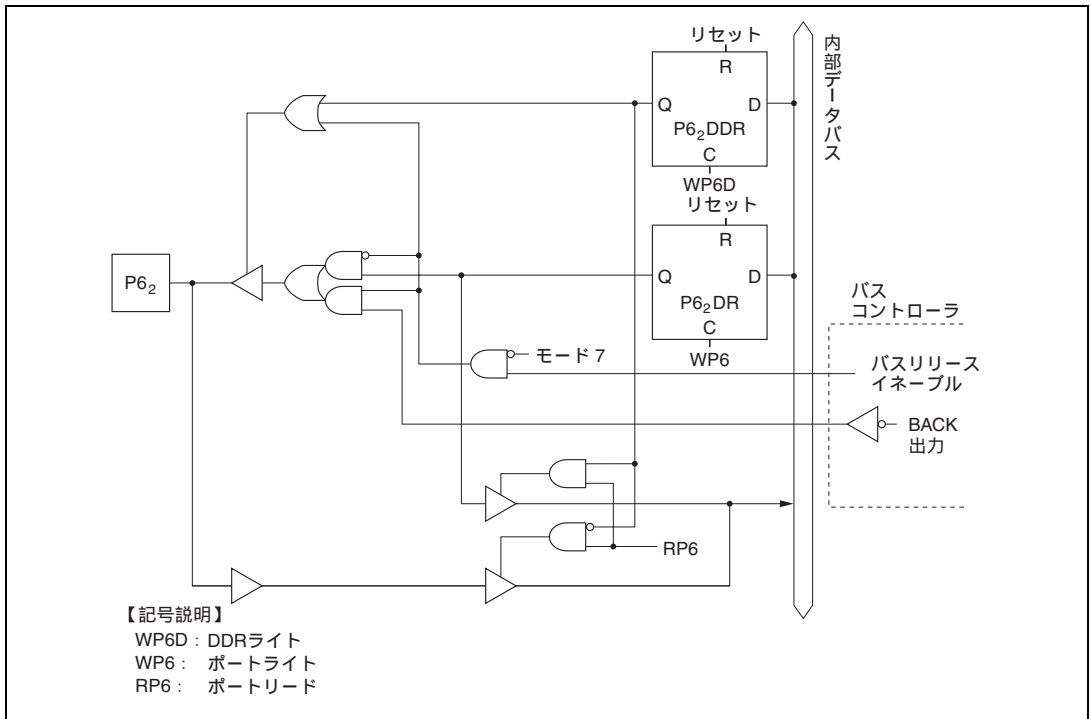 リセット
R
Q
D
P6₂DDR
C
WP6D
内部データバス
リセット
R
Q
D
P6₂DR
C
WP6
P6₂
モード7
バス
コントローラ
バスリリース
イネーブル
BACK
出力
RP6
【記号説明】
WP6D : DDRライト
WP6 : ポートライト
RP6 : ポートリード